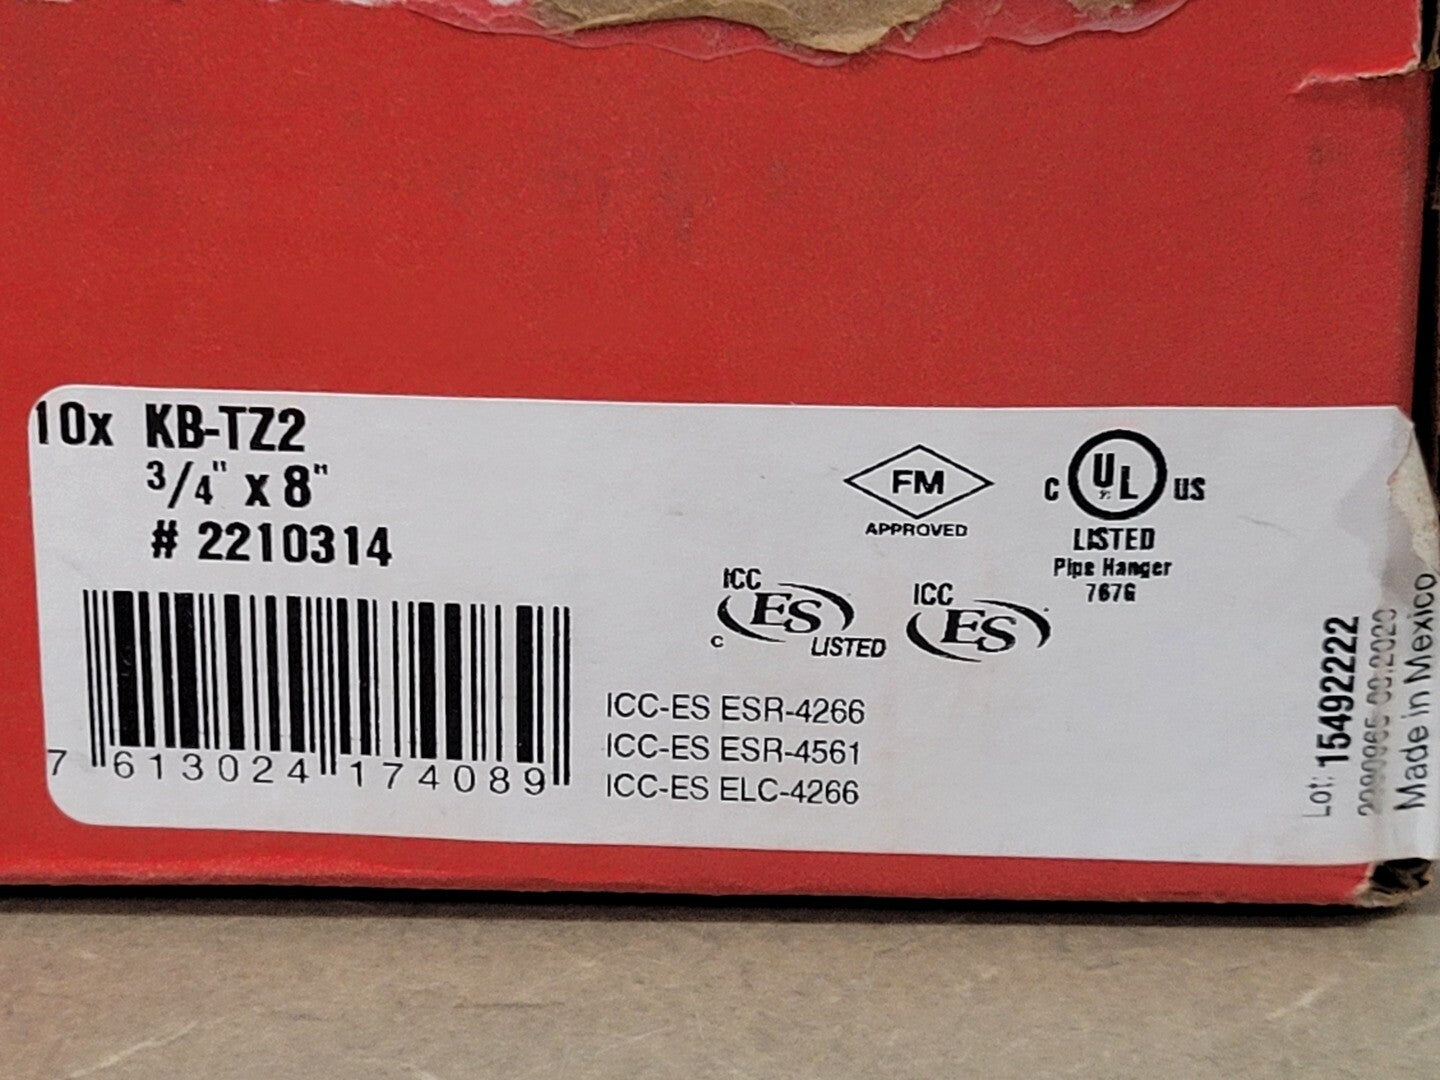 10x KB-TZ2
3/4" x 8"
# 2210314
7 613024 174089
FM
APPROVED
C UL US
LISTED
Pipe Hanger
767G
ICC
ES
C LISTED
ICC
ES
ICC-ES ESR-4266
ICC-ES ESR-4561
ICC-ES ELC-4266
Lot: 15492222
Made in Mexico